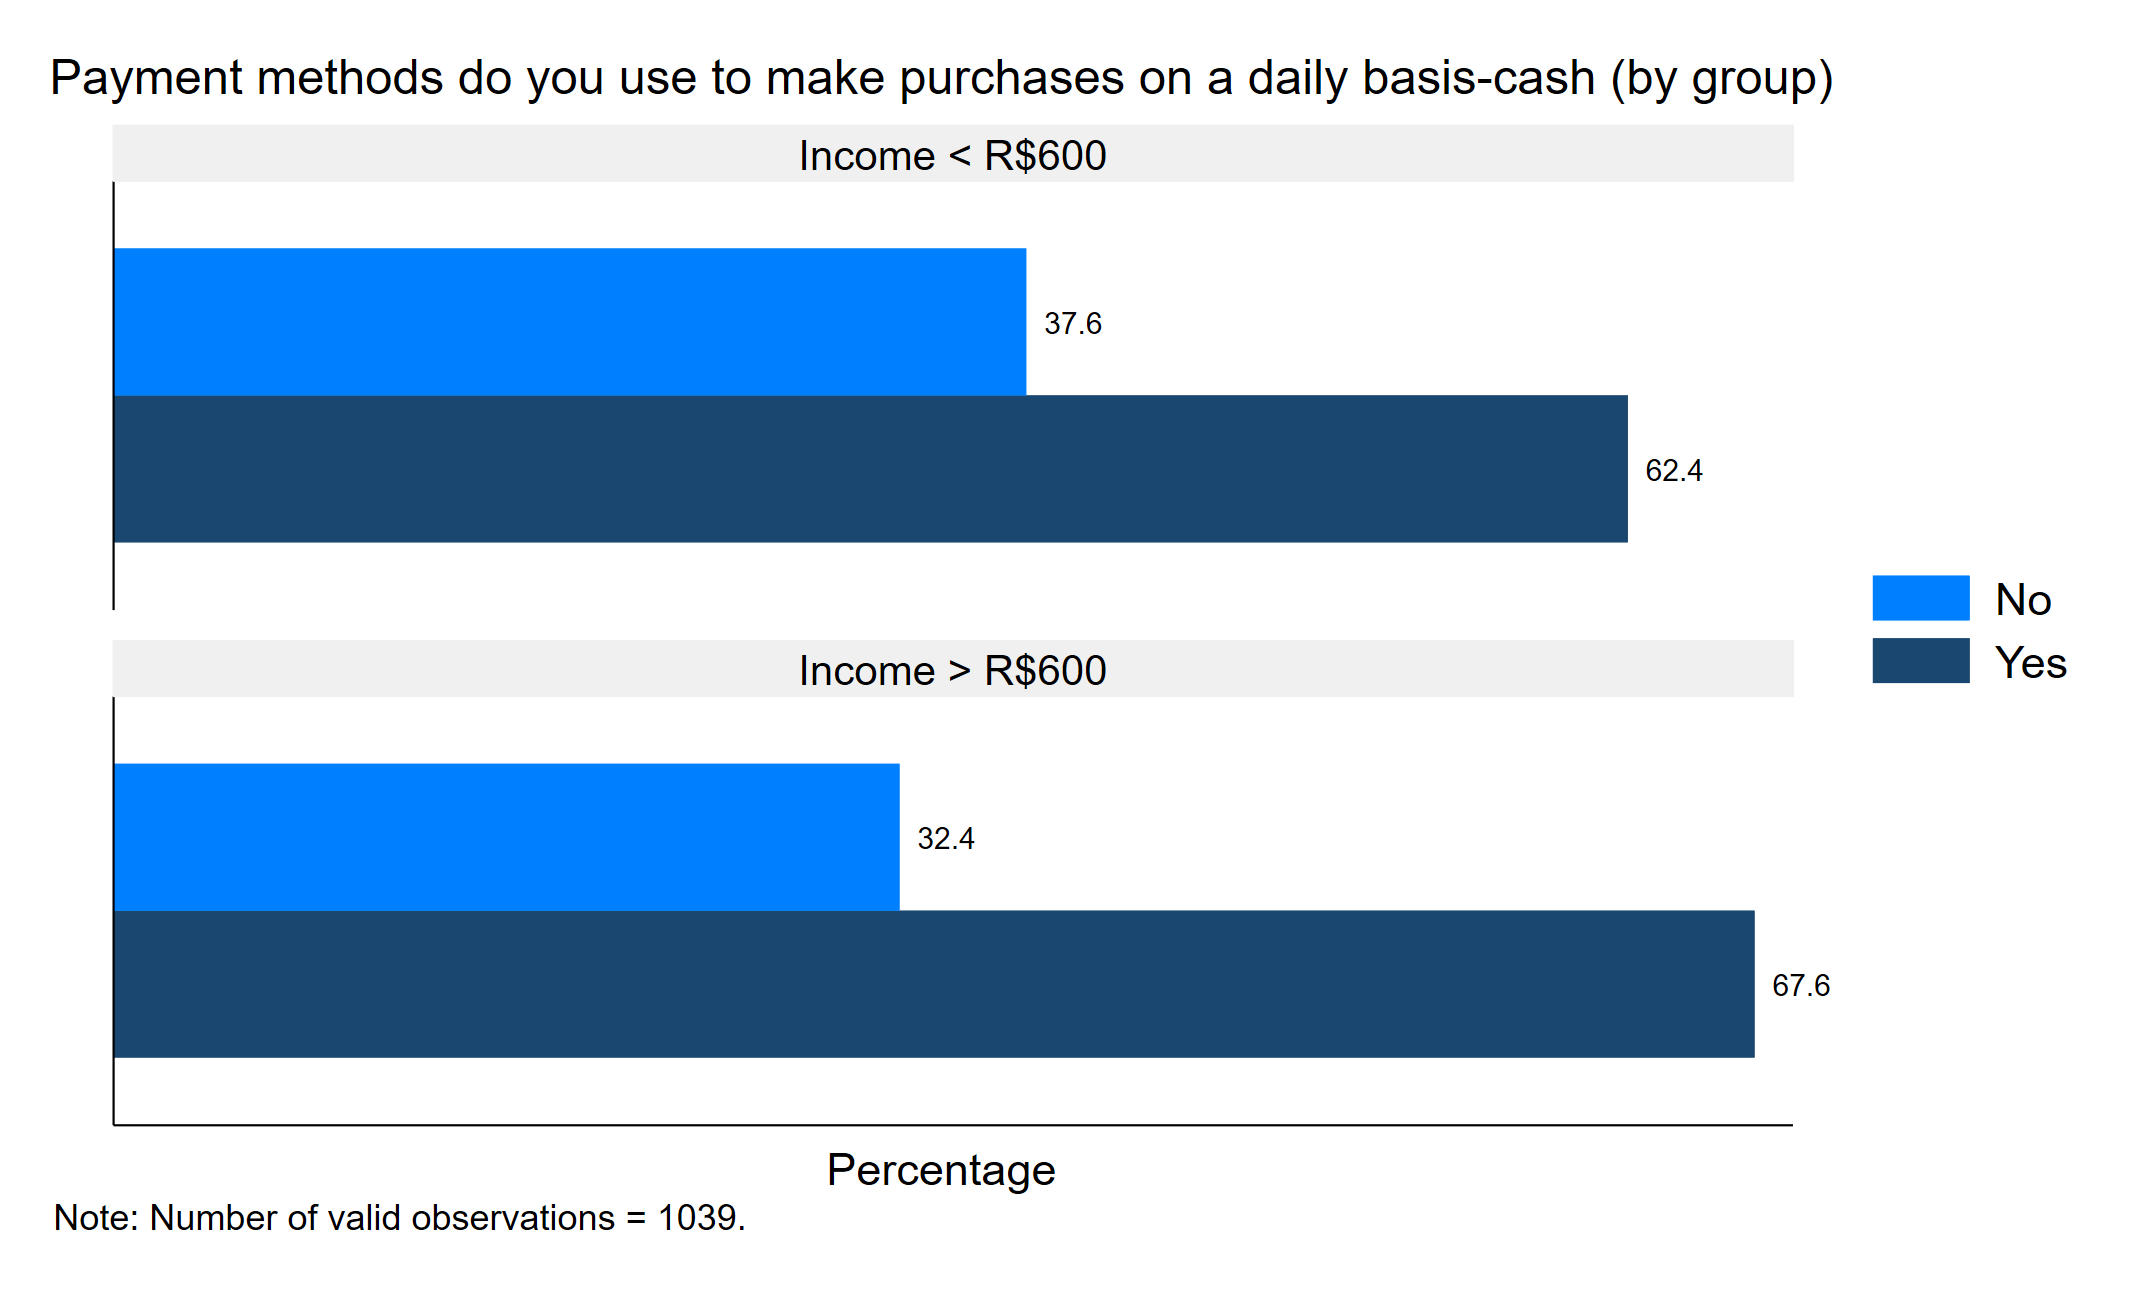 Payment methods do you use to make purchases on a daily basis-cash (by group)
Income < R$600
37.6
62.4
No
Yes
Income > R$600
32.4
67.6
Percentage
Note: Number of valid observations = 1039.